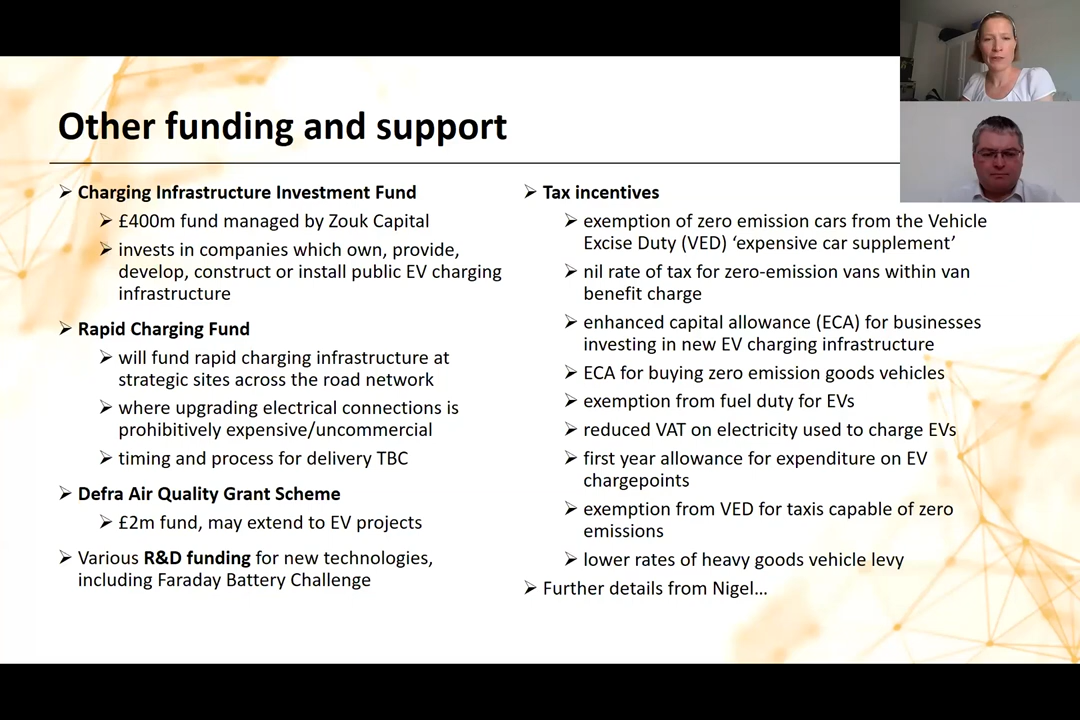 Other funding and support
➢ Charging Infrastructure Investment Fund
➢ £400m fund managed by Zouk Capital
➢ invests in companies which own, provide,
develop, construct or install public EV charging
infrastructure
➢ Rapid Charging Fund
➢ will fund rapid charging infrastructure at
strategic sites across the road network
➢ where upgrading electrical connections is
prohibitively expensive/uncommercial
➢ timing and process for delivery TBC
➢ Defra Air Quality Grant Scheme
➢ £2m fund, may extend to EV projects
➢ Various R&D funding for new technologies,
including Faraday Battery Challenge
➢ Tax incentives
➢ exemption of zero emission cars from the Vehicle
Excise Duty (VED) ‘expensive car supplement’
➢ nil rate of tax for zero-emission vans within van
benefit charge
➢ enhanced capital allowance (ECA) for businesses
investing in new EV charging infrastructure
➢ ECA for buying zero emission goods vehicles
➢ exemption from fuel duty for EVs
➢ reduced VAT on electricity used to charge EVs
➢ first year allowance for expenditure on EV
chargepoints
➢ exemption from VED for taxis capable of zero
emissions
➢ lower rates of heavy goods vehicle levy
➢ Further details from Nigel…